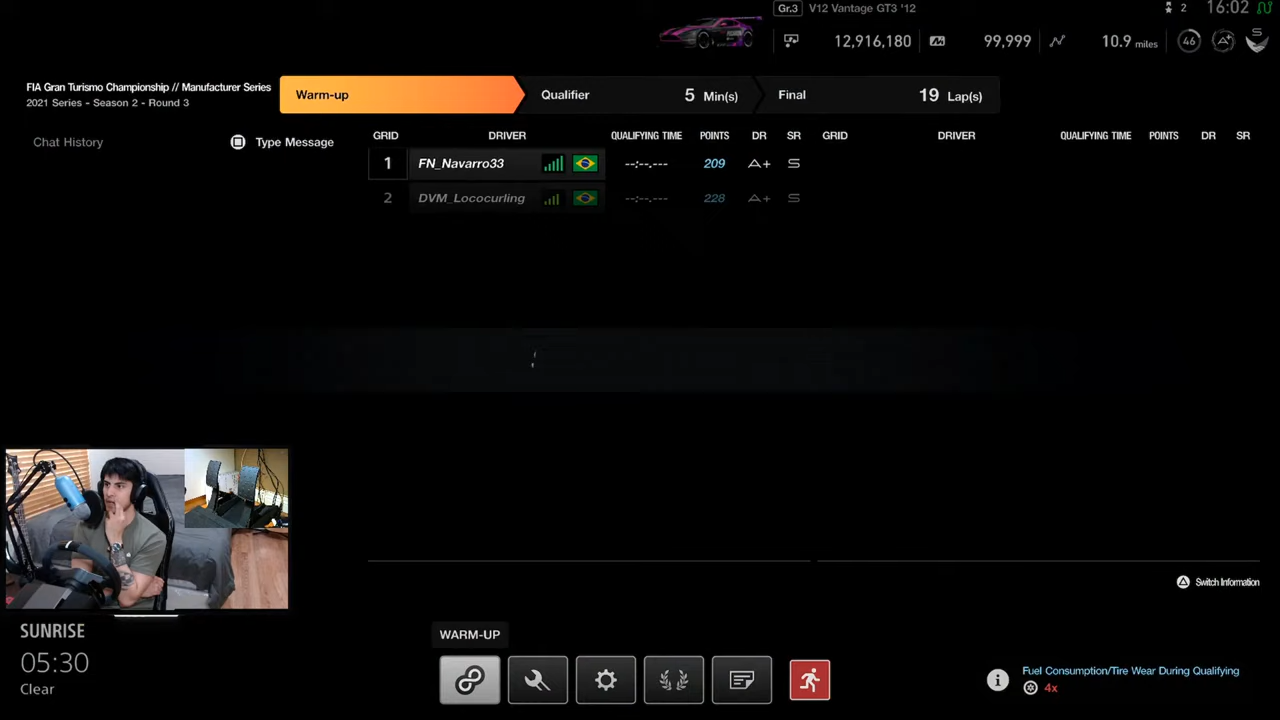 Gr.3 V12 Vantage GT3 '12
2 16:02
12,916,180 99,999 10.9 miles 46 A+ S
FIA Gran Turismo Championship // Manufacturer Series
2021 Series - Season 2 - Round 3
Warm-up
Qualifier 5 Min(s)
Final 19 Lap(s)
Chat History
Type Message
GRID DRIVER QUALIFYING TIME POINTS DR SR GRID DRIVER QUALIFYING TIME POINTS DR SR
1 FN_Navarro33 --:--.--- 209 A+ S
2 DVM_Lococurling --:--.--- 228 A+ S
Switch Information
SUNRISE
05:30
Clear
WARM-UP
Fuel Consumption/Tire Wear During Qualifying
4x